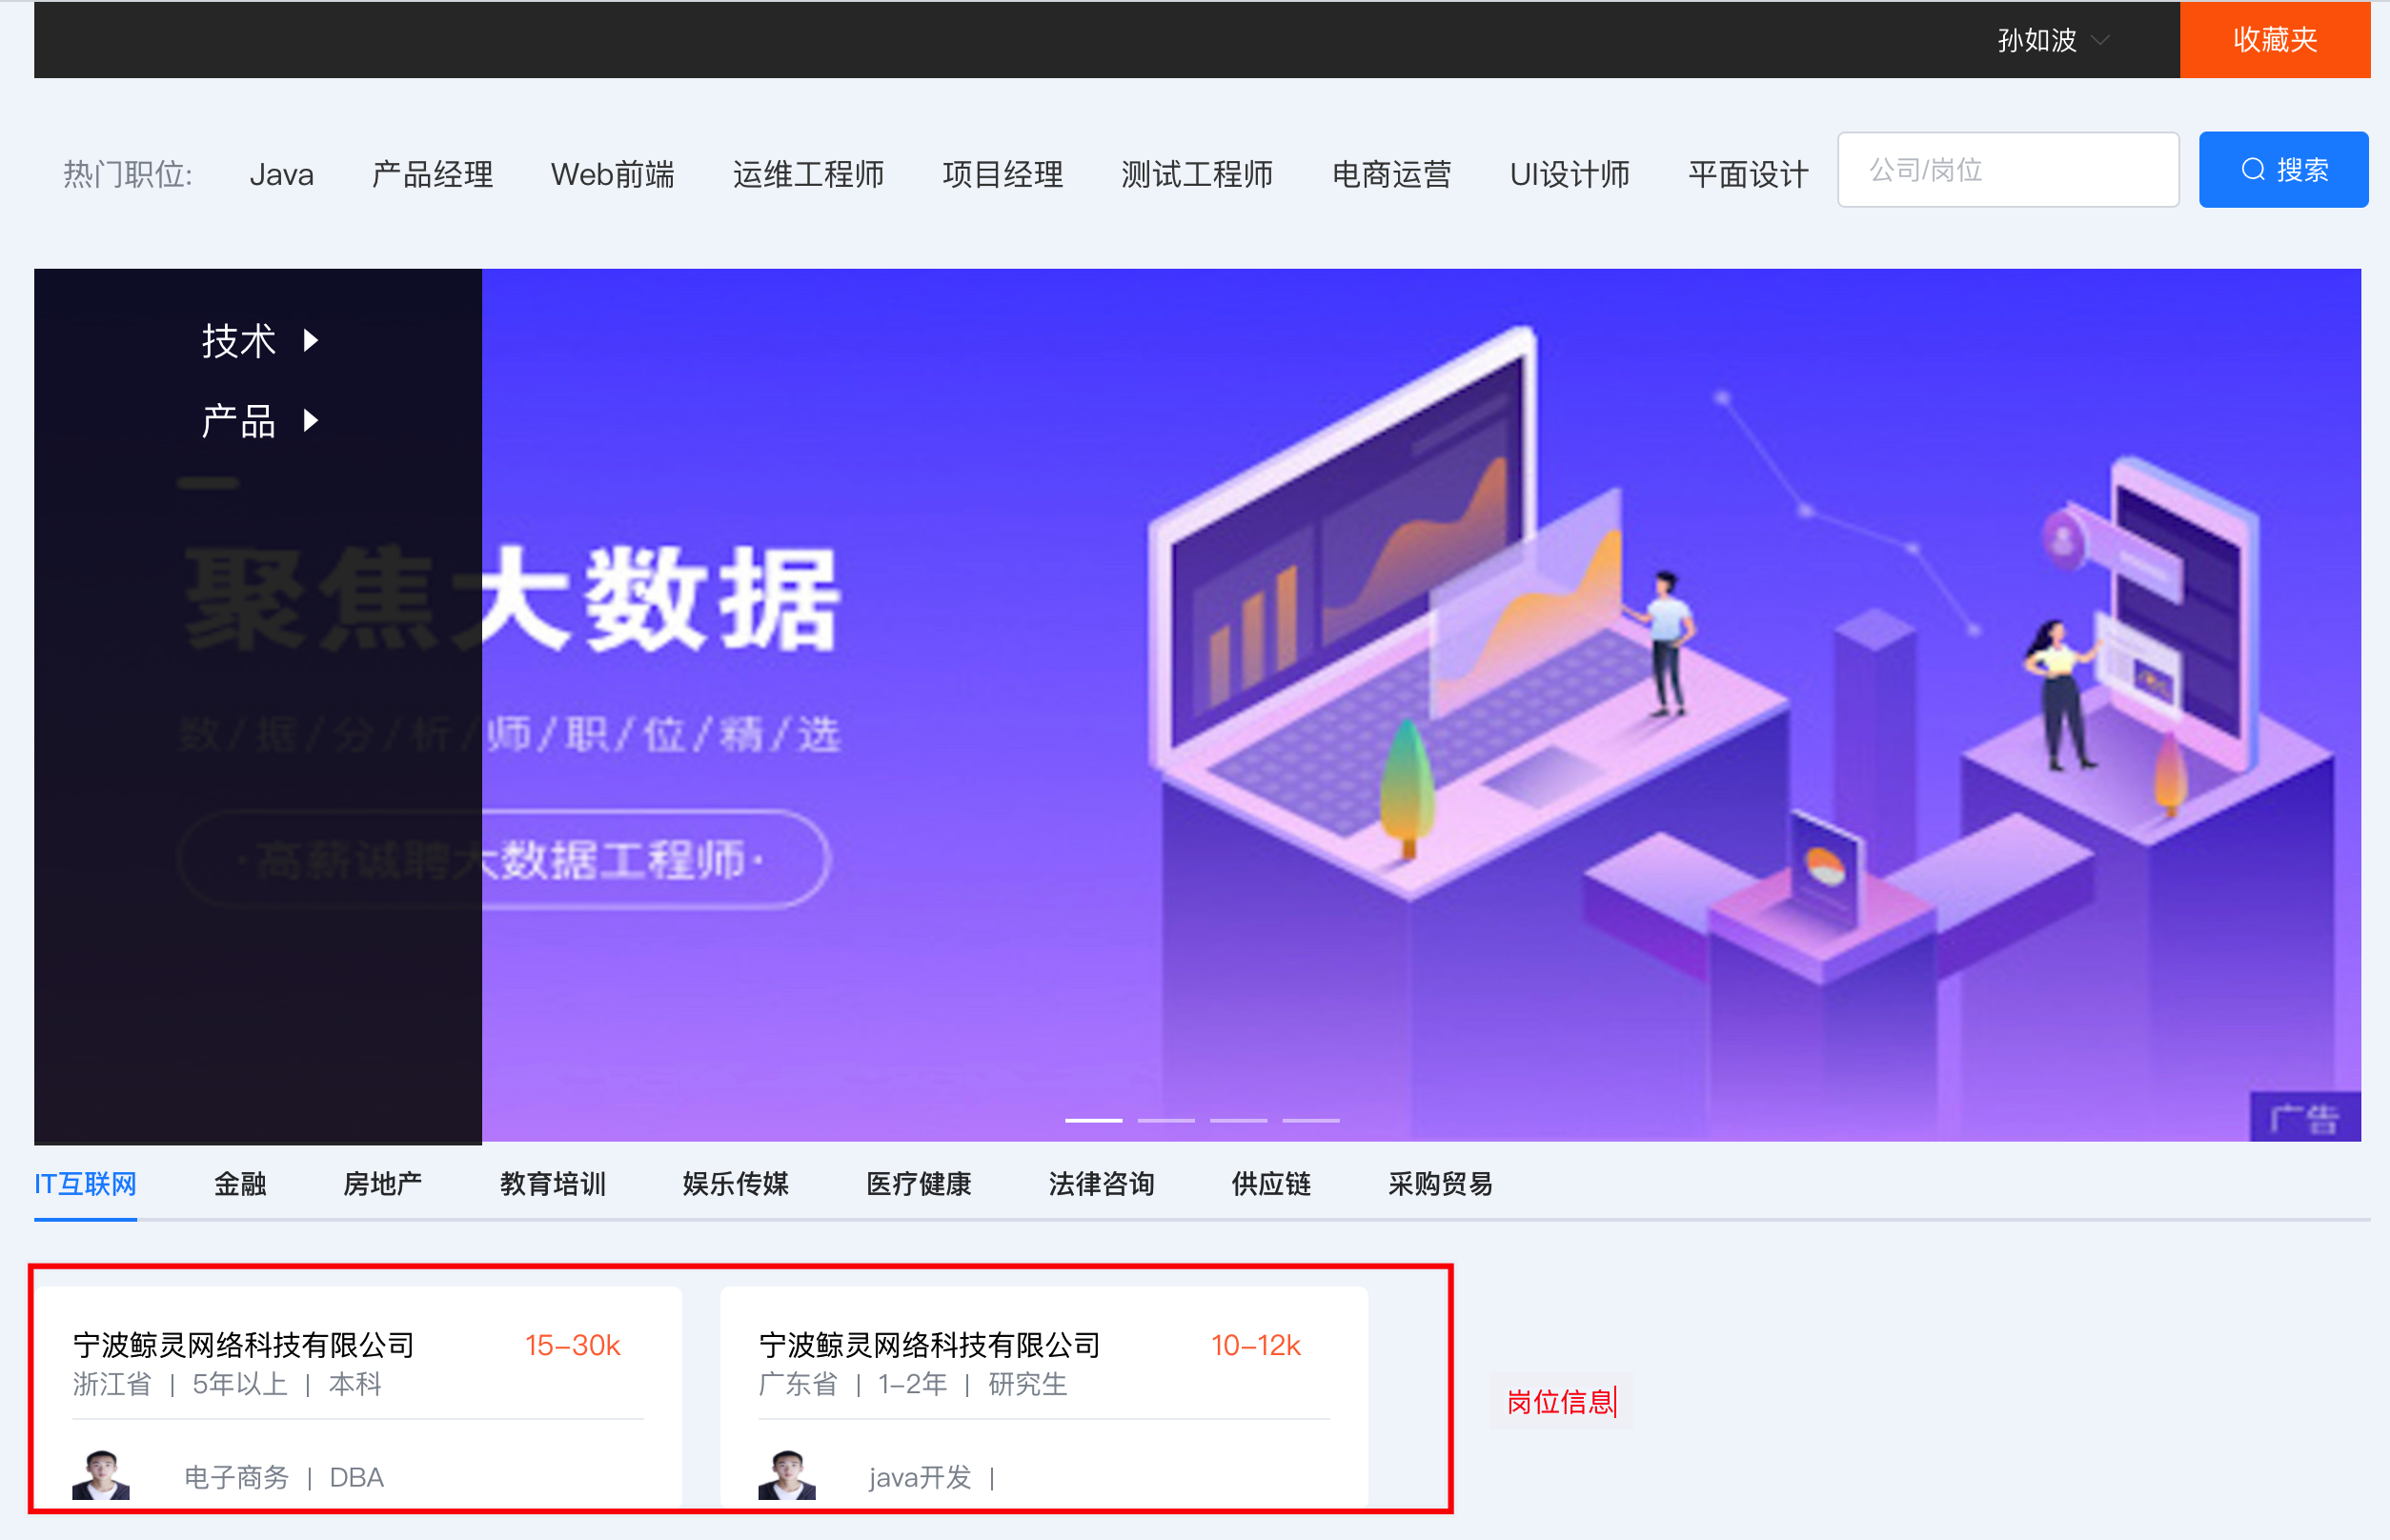 孙如波 收藏夹
热门职位: Java 产品经理 Web前端 运维工程师 项目经理 测试工程师 电商运营 UI设计师 平面设计 公司/岗位 搜索
技术
产品
聚焦大数据
数/据/分/析/师/职/位/精/选
·高薪诚聘大数据工程师·
广告
IT互联网 金融 房地产 教育培训 娱乐传媒 医疗健康 法律咨询 供应链 采购贸易
宁波鲸灵网络科技有限公司 15-30k
浙江省 | 5年以上 | 本科
电子商务 | DBA
宁波鲸灵网络科技有限公司 10-12k
广东省 | 1-2年 | 研究生
java开发 |
岗位信息